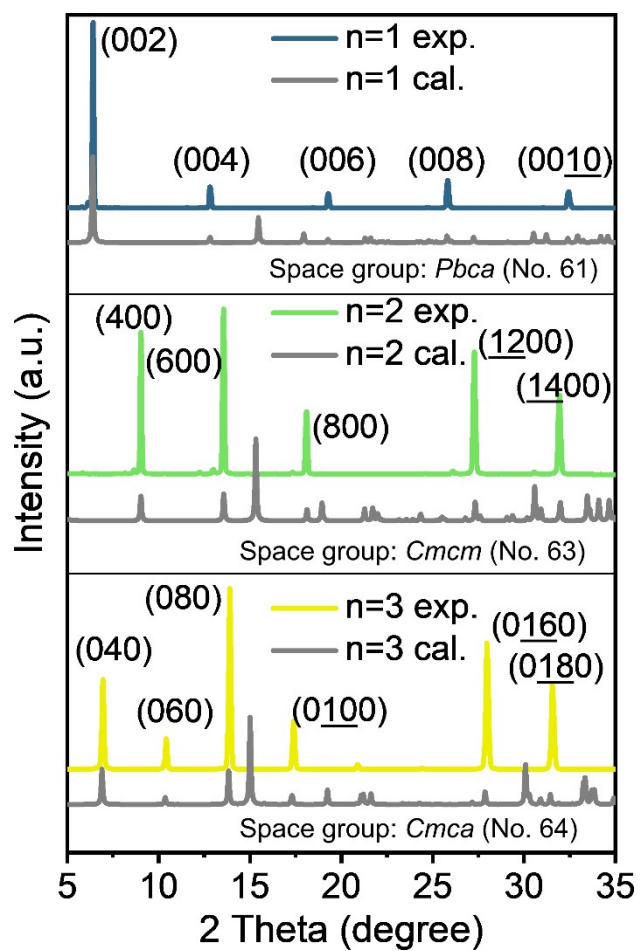 (002)
n=1 exp.
n=1 cal.
(004)
(006)
(008)
(0010)
Space group: Pbca (No. 61)
n=2 exp.
(400)
(600)
n=2 cal.
(1200)
(1400)
(800)
Space group: Cmcm (No. 63)
(080)
n=3 exp.
n=3 cal.
(0160)
(040)
(060)
(0100)
(0180)
Space group: Cmca (No. 64)
Intensity (a.u.)
5 10 15 20 25 30 35
2 Theta (degree)